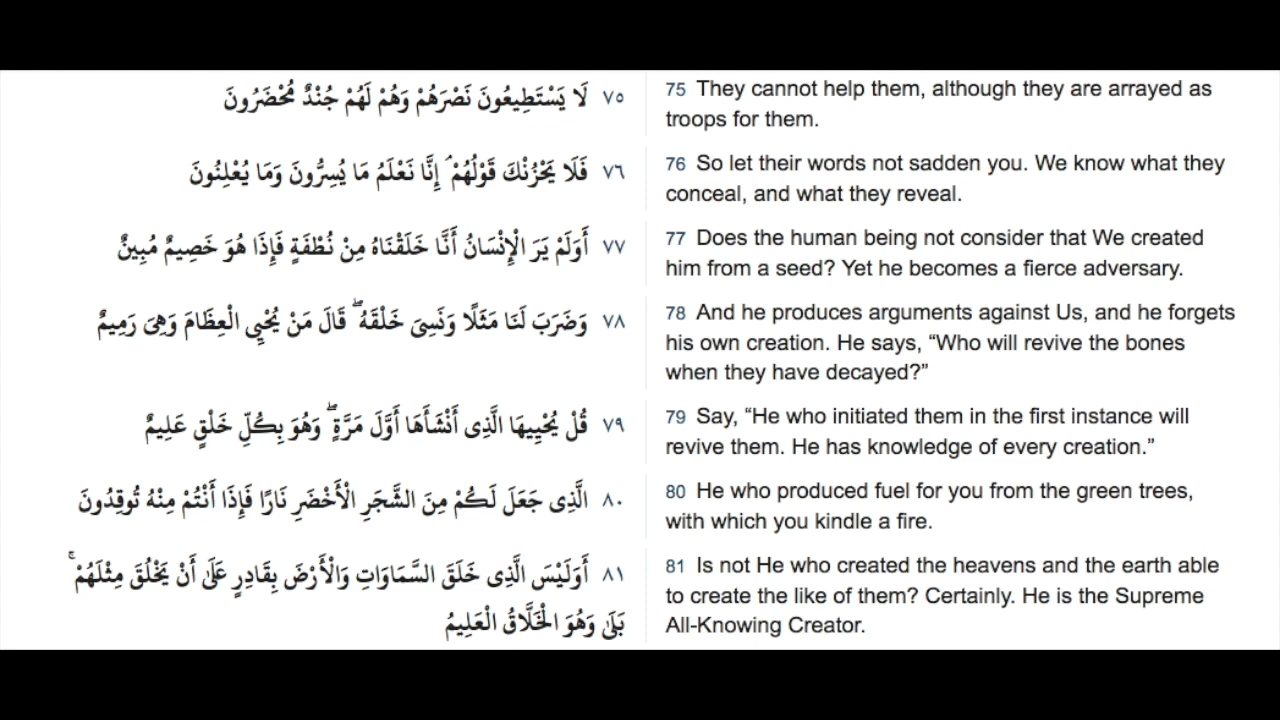 ٧٥ لَا يَسْتَطِيعُونَ نَصْرَهُمْ وَهُمْ لَهُمْ جُنْدٌ مُحْضَرُونَ
75 They cannot help them, although they are arrayed as
troops for them.
٧٦ فَلَا يَحْزُنْكَ قَوْلُهُمْ ۘ إِنَّا نَعْلَمُ مَا يُسِرُّونَ وَمَا يُعْلِنُونَ
76 So let their words not sadden you. We know what they
conceal, and what they reveal.
٧٧ أَوَلَمْ يَرَ الْإِنْسَانُ أَنَّا خَلَقْنَاهُ مِنْ نُطْفَةٍ فَإِذَا هُوَ خَصِيمٌ مُبِينٌ
77 Does the human being not consider that We created
him from a seed? Yet he becomes a fierce adversary.
٧٨ وَضَرَبَ لَنَا مَثَلًا وَنَسِىَ خَلْقَهُ ۖ قَالَ مَنْ يُحْيِى الْعِظَامَ وَهِىَ رَمِيمٌ
78 And he produces arguments against Us, and he forgets
his own creation. He says, “Who will revive the bones
when they have decayed?”
٧٩ قُلْ يُحْيِيهَا الَّذِى أَنْشَأَهَا أَوَّلَ مَرَّةٍ ۖ وَهُوَ بِكُلِّ خَلْقٍ عَلِيمٌ
79 Say, “He who initiated them in the first instance will
revive them. He has knowledge of every creation.”
٨٠ الَّذِى جَعَلَ لَكُمْ مِنَ الشَّجَرِ الْأَخْضَرِ نَارًا فَإِذَا أَنْتُمْ مِنْهُ تُوقِدُونَ
80 He who produced fuel for you from the green trees,
with which you kindle a fire.
٨١ أَوَلَيْسَ الَّذِى خَلَقَ السَّمَاوَاتِ وَالْأَرْضَ بِقَادِرٍ عَلَىٰ أَنْ يَخْلُقَ مِثْلَهُمْ ۚ
بَلَىٰ وَهُوَ الْخَلَّاقُ الْعَلِيمُ
81 Is not He who created the heavens and the earth able
to create the like of them? Certainly. He is the Supreme
All-Knowing Creator.